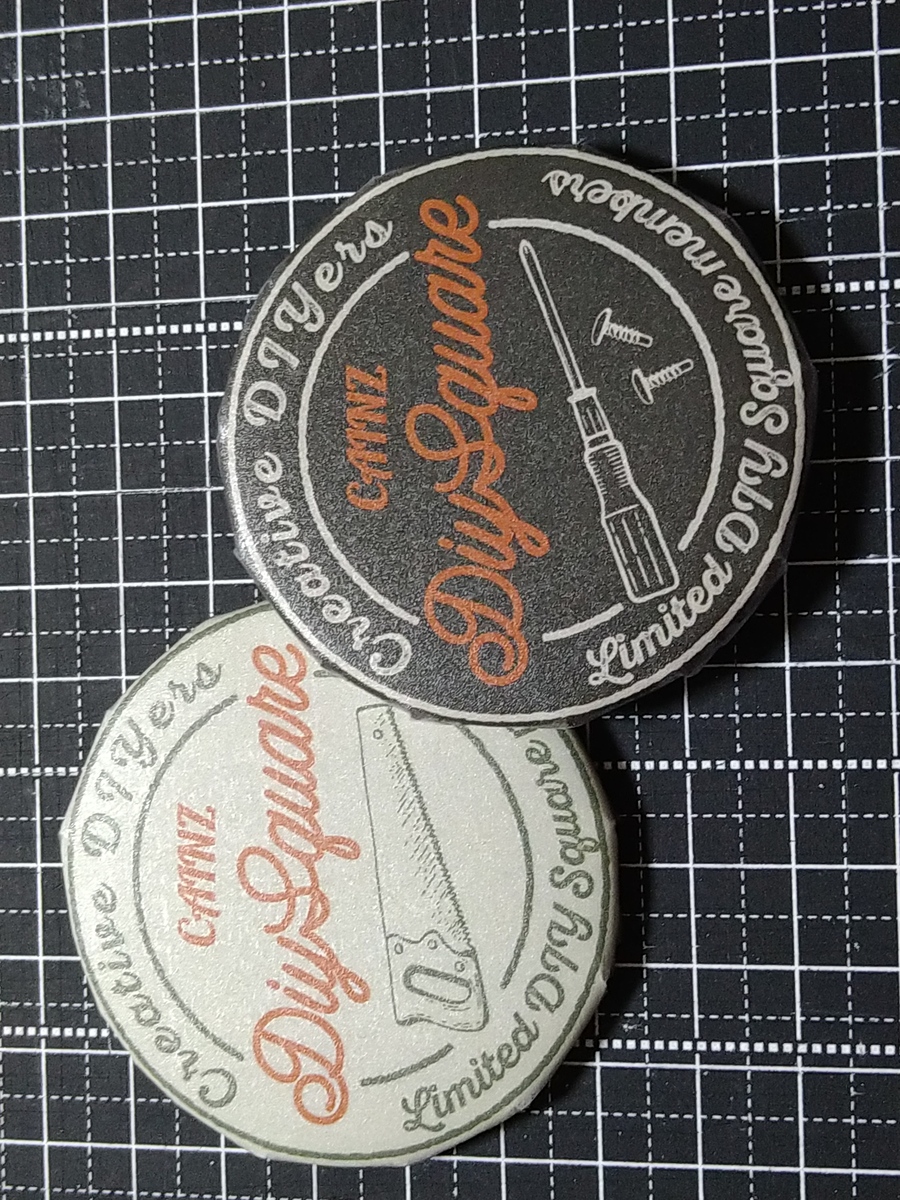 Creative DIYers
CAINZ
DiySquare
Limited DIY Square members
Creative DIYers
CAINZ
DiySquare
Limited DIY Square